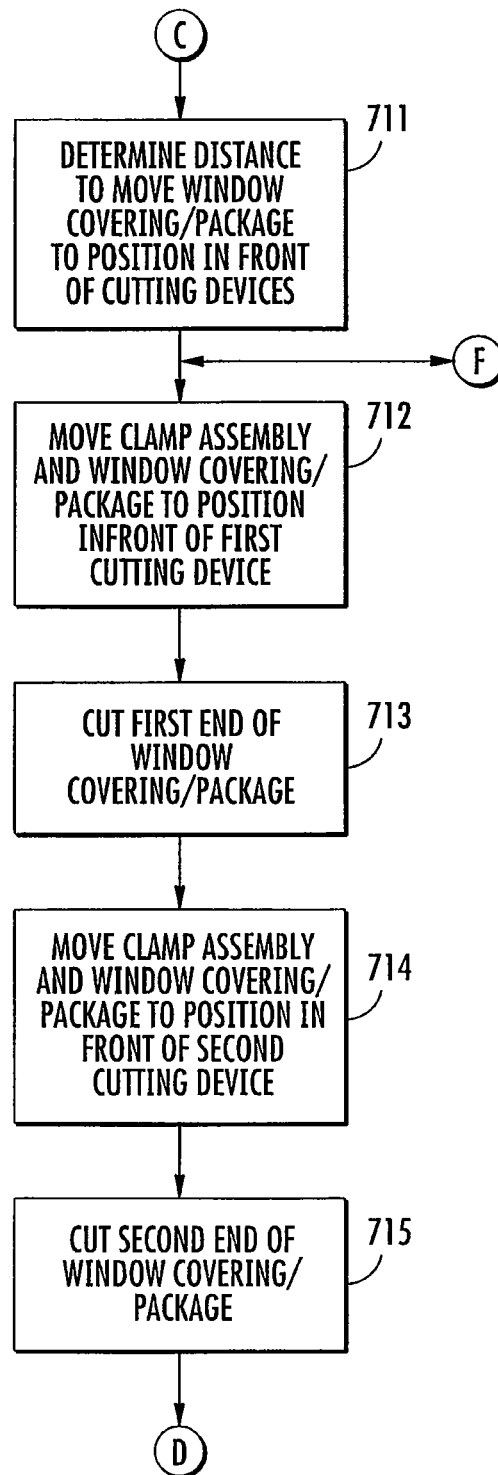 C
711
DETERMINE DISTANCE
TO MOVE WINDOW
COVERING/PACKAGE
TO POSITION IN FRONT
OF CUTTING DEVICES
F
712
MOVE CLAMP ASSEMBLY
AND WINDOW COVERING/
PACKAGE TO POSITION
INFRONT OF FIRST
CUTTING DEVICE
713
CUT FIRST END OF
WINDOW
COVERING/PACKAGE
714
MOVE CLAMP ASSEMBLY
AND WINDOW COVERING/
PACKAGE TO POSITION IN
FRONT OF SECOND
CUTTING DEVICE
715
CUT SECOND END OF
WINDOW COVERING/
PACKAGE
D